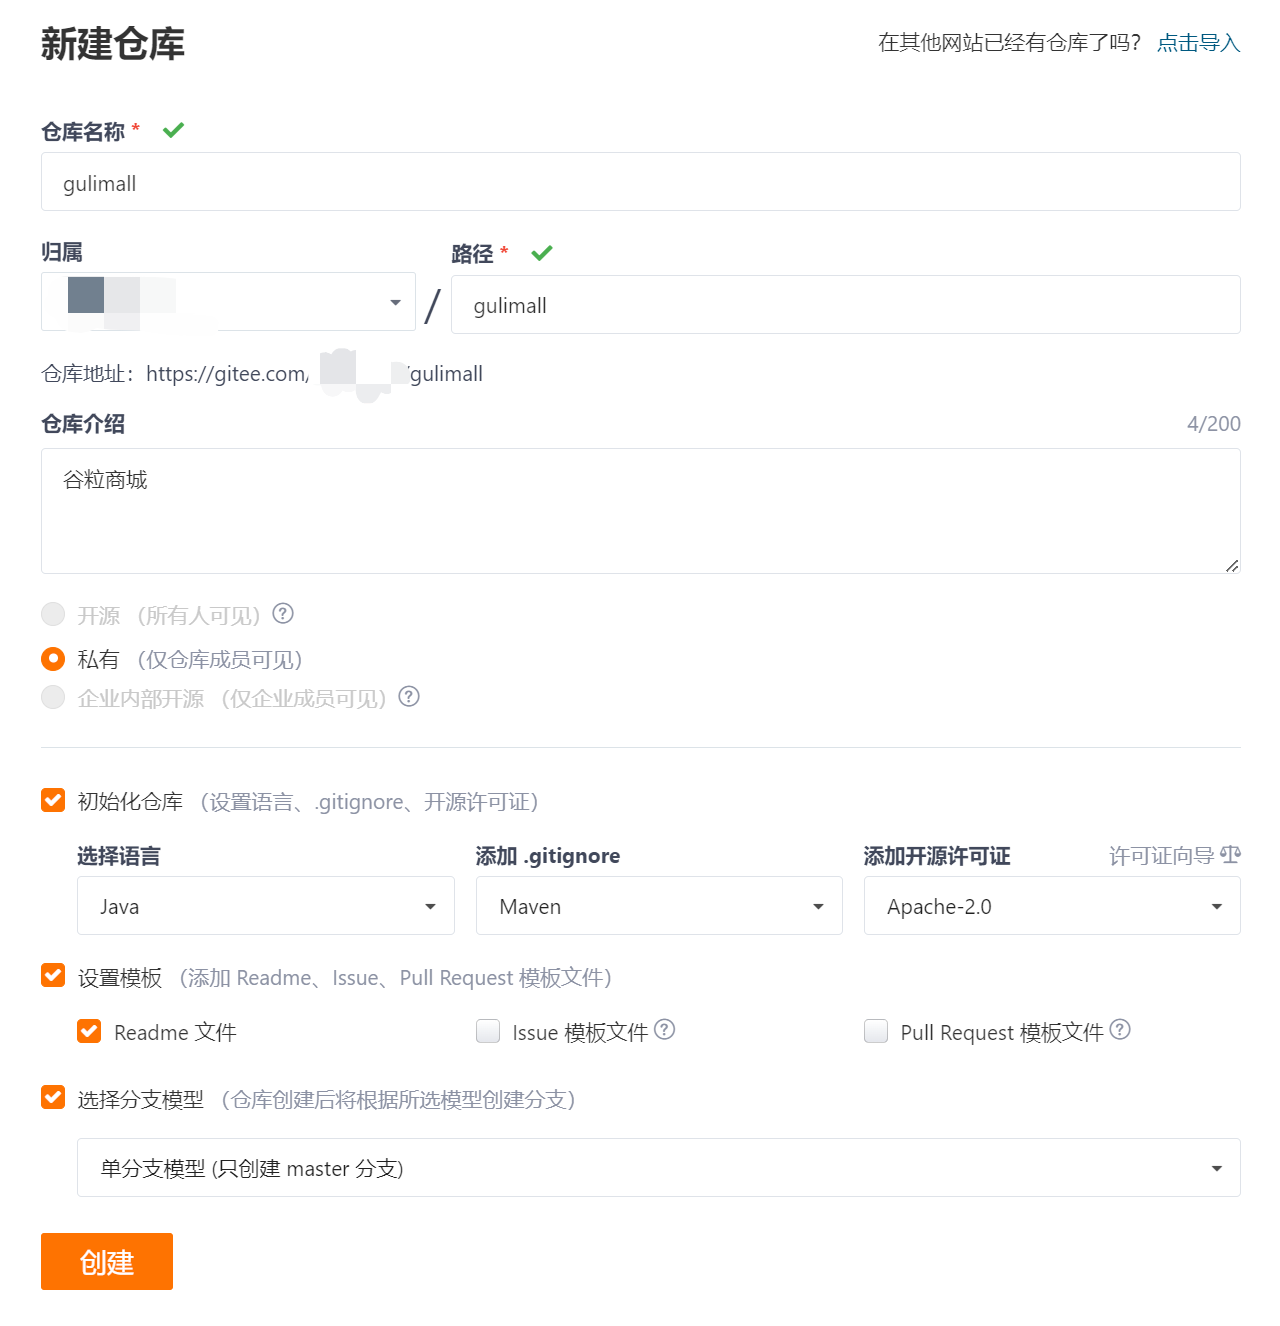 新建仓库
在其他网站已经有仓库了吗? 点击导入
仓库名称 *
gulimall
归属
路径 *
/
gulimall
仓库地址：https://gitee.com/ /gulimall
仓库介绍
4/200
谷粒商城
开源 （所有人可见）
私有 （仅仓库成员可见）
企业内部开源 （仅企业成员可见）
初始化仓库 （设置语言、.gitignore、开源许可证）
选择语言
添加 .gitignore
添加开源许可证
许可证向导
Java
Maven
Apache-2.0
设置模板 （添加 Readme、Issue、Pull Request 模板文件）
Readme 文件
Issue 模板文件
Pull Request 模板文件
选择分支模型 （仓库创建后将根据所选模型创建分支）
单分支模型 (只创建 master 分支)
创建